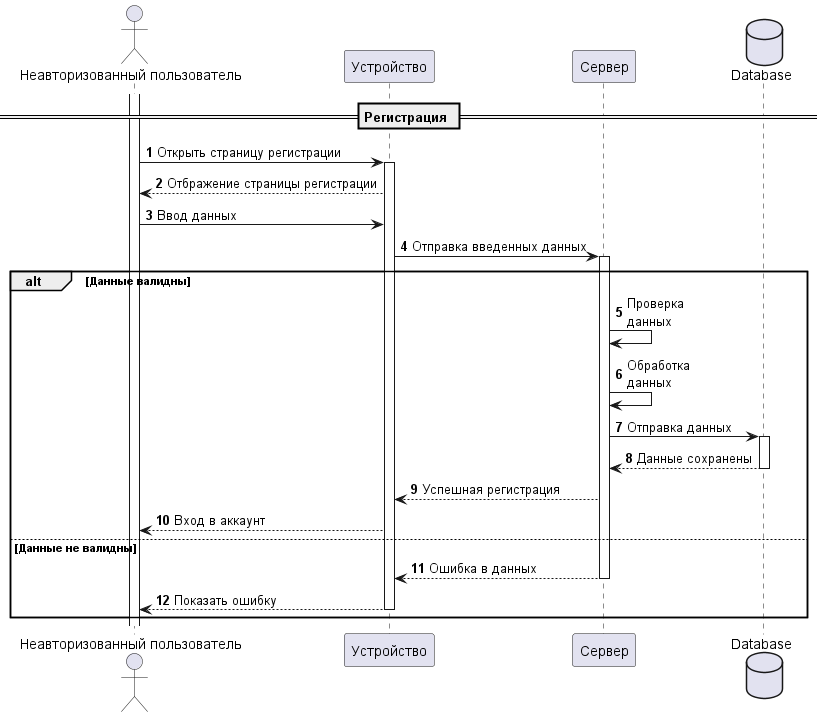 Неавторизованный пользователь
Устройство
Сервер
Database
Регистрация
1 Открыть страницу регистрации
2 Отбражение страницы регистрации
3 Ввод данных
4 Отправка введенных данных
alt [Данные валидны]
5 Проверка
данных
6 Обработка
данных
7 Отправка данных
8 Данные сохранены
9 Успешная регистрация
10 Вход в аккаунт
[Данные не валидны]
11 Ошибка в данных
12 Показать ошибку
Неавторизованный пользователь
Устройство
Сервер
Database